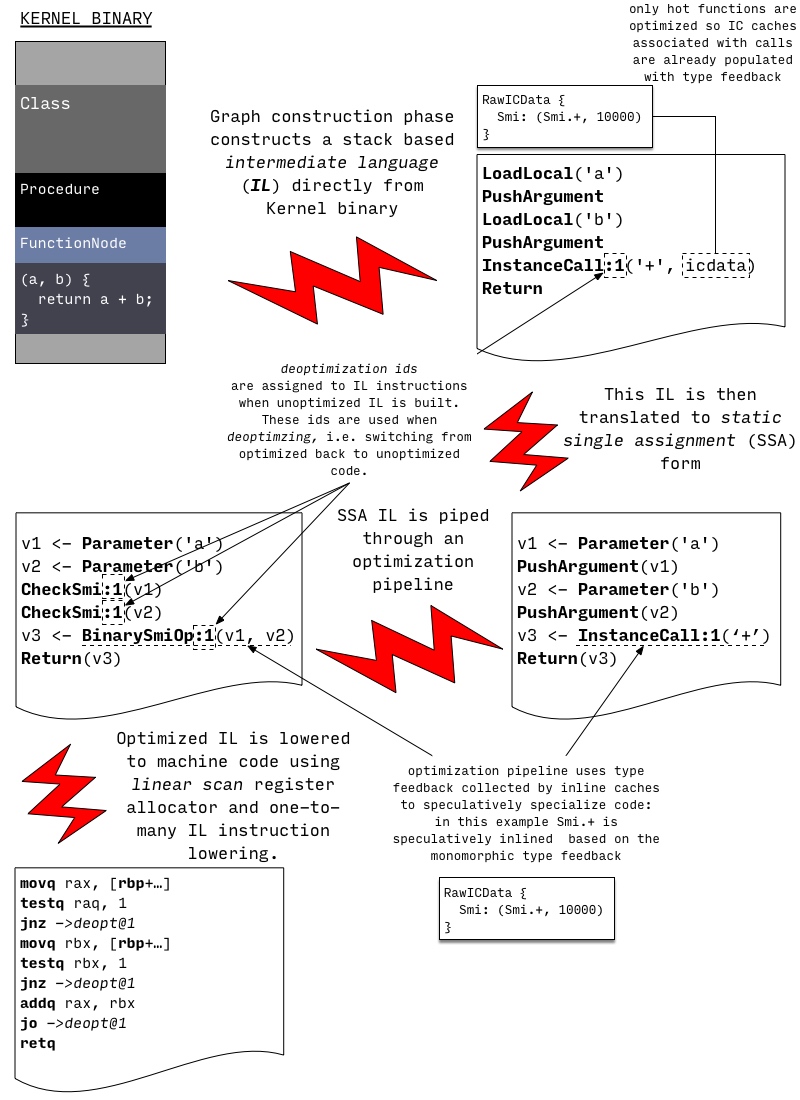 KERNEL BINARY
Class
Procedure
FunctionNode
(a, b) {
return a + b;
}
Graph construction phase
constructs a stack based
intermediate language
(IL) directly from
Kernel binary
only hot functions are
optimized so IC caches
associated with calls
are already populated
with type feedback
RawICData {
Smi: (Smi.+, 10000)
}
LoadLocal('a')
PushArgument
LoadLocal('b')
PushArgument
InstanceCall:1('+', icdata)
Return
deoptimization ids
are assigned to IL instructions
when unoptimized IL is built.
These ids are used when
deoptimzing, i.e. switching from
optimized back to unoptimized
code.
This IL is then
translated to static
single assignment (SSA)
form
v1 <- Parameter('a')
v2 <- Parameter('b')
CheckSmi:1(v1)
CheckSmi:1(v2)
v3 <- BinarySmiOp:1(v1, v2)
Return(v3)
SSA IL is piped
through an
optimization
pipeline
v1 <- Parameter('a')
PushArgument(v1)
v2 <- Parameter('b')
PushArgument(v2)
v3 <- InstanceCall:1(‘+’)
Return(v3)
Optimized IL is lowered
to machine code using
linear scan register
allocator and one-to-
many IL instruction
lowering.
optimization pipeline uses type
feedback collected by inline caches
to speculatively specialize code:
in this example Smi.+ is
speculatively inlined  based on the
monomorphic type feedback
RawICData {
Smi: (Smi.+, 10000)
}
movq rax, [rbp+…]
testq raq, 1
jnz ->deopt@1
movq rbx, [rbp+…]
testq rbx, 1
jnz ->deopt@1
addq rax, rbx
jo ->deopt@1
retq